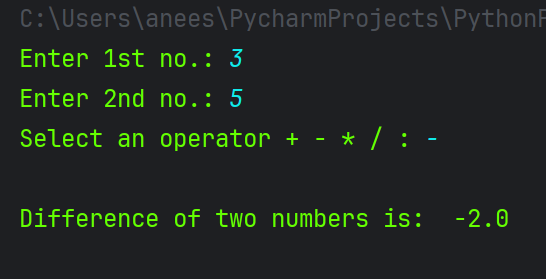 C:\Users\anees\PycharmProjects\Python
Enter 1st no.: 3
Enter 2nd no.: 5
Select an operator + - * / : -
Difference of two numbers is:  -2.0